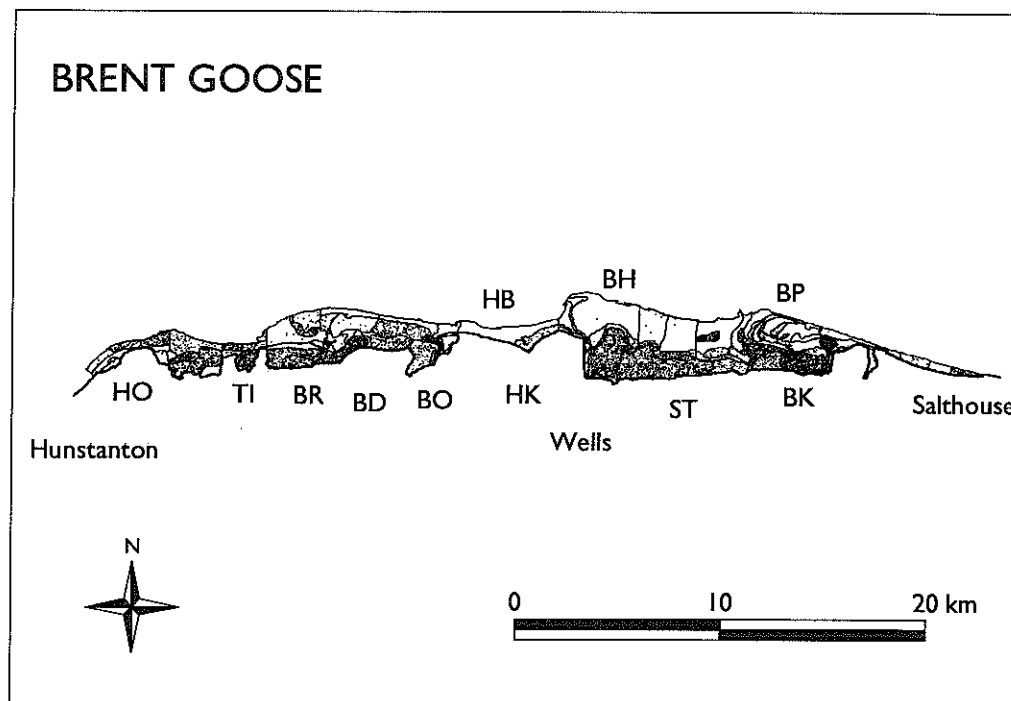 BRENT GOOSE
BH
BP
HB
HO
TI
BR
BD
BO
HK
ST
BK
Salthouse
Hunstanton
Wells
N
0 10 20 km